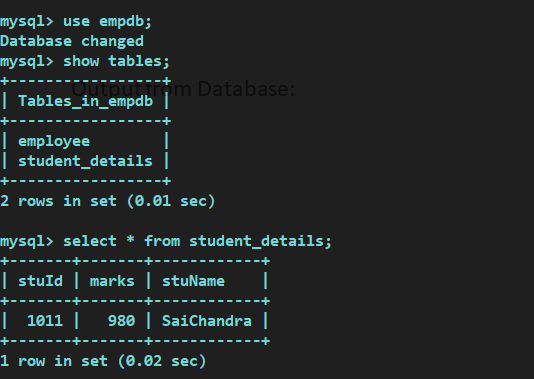 mysql> use empdb;
Database changed
mysql> show tables;
+-----------------+
Output from Database:
| Tables_in_empdb |
+-----------------+
| employee        |
| student_details |
+-----------------+
2 rows in set (0.01 sec)

mysql> select * from student_details;
+-------+-------+------------+
| stuId | marks | stuName    |
+-------+-------+------------+
|  1011 |   980 | SaiChandra |
+-------+-------+------------+
1 row in set (0.02 sec)